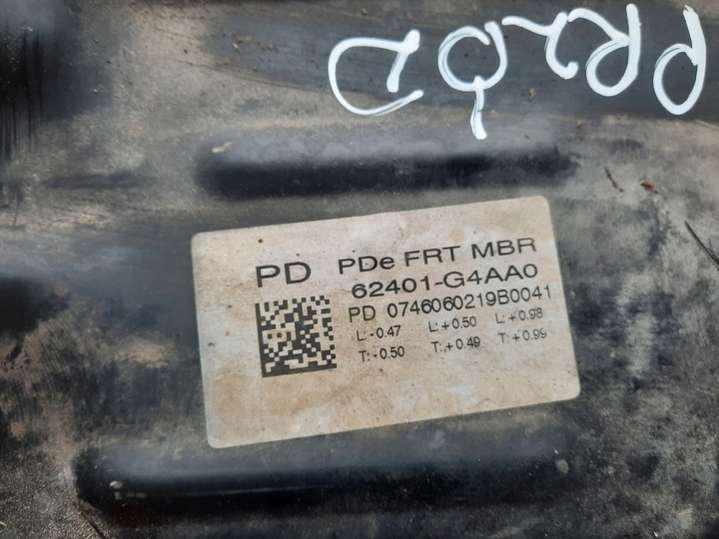 PRZÓD
PD PDe FRT MBR
62401-G4AA0
PD 0746060219B0041
L:-0.47 L:+0.50 L:+0.98
T:-0.50 T:+0.49 T:+0.99